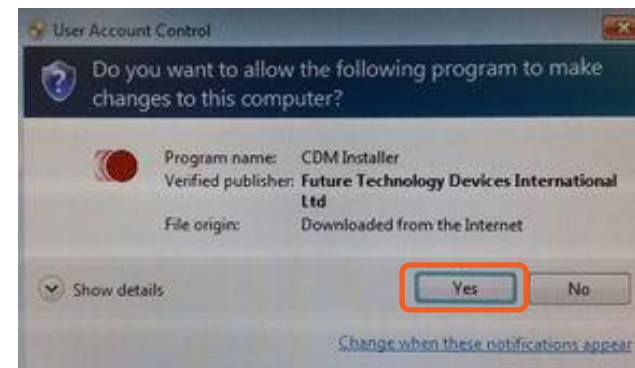 User Account Control
Do you want to allow the following program to make
changes to this computer?
Program name: CDM Installer
Verified publisher: Future Technology Devices International
Ltd
File origin: Downloaded from the Internet
Show details
Yes
No
Change when these notifications appear